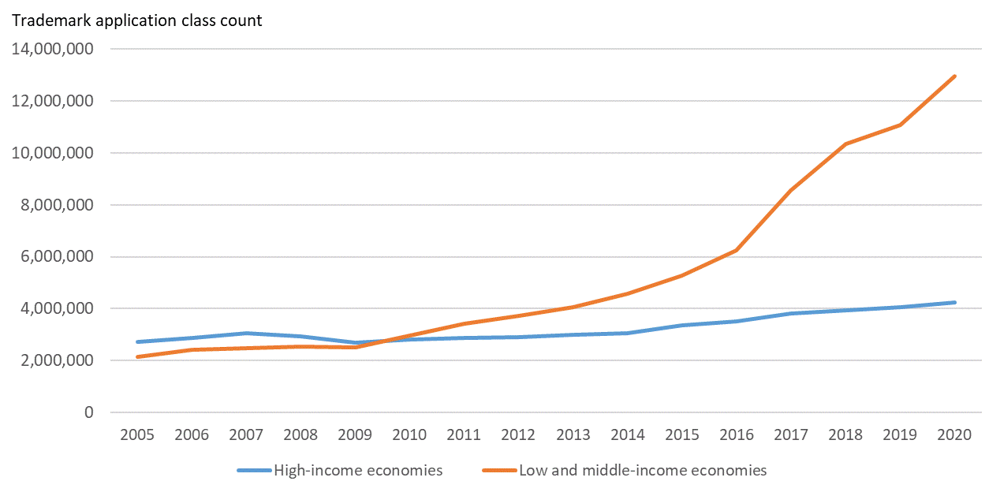 Trademark application class count
14,000,000
12,000,000
10,000,000
8,000,000
6,000,000
4,000,000
2,000,000
0
2005 2006 2007 2008 2009 2010 2011 2012 2013 2014 2015 2016 2017 2018 2019 2020
High-income economies Low and middle-income economies